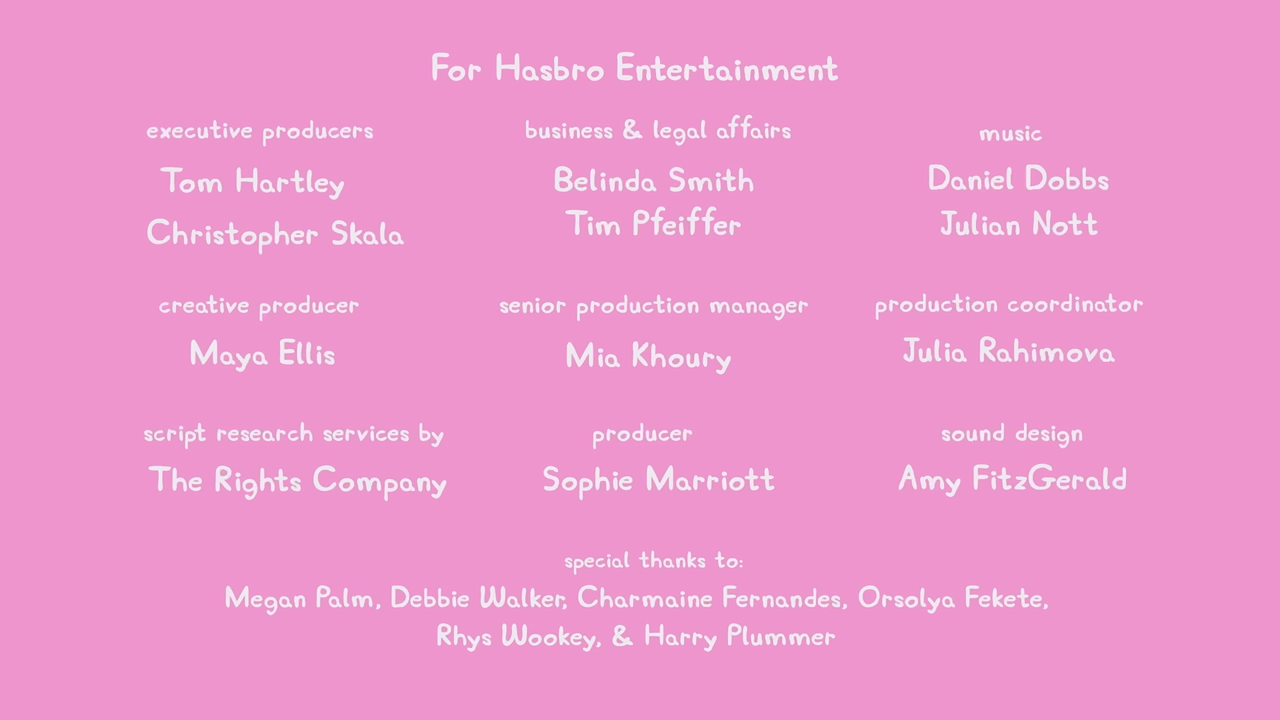 For Hasbro Entertainment
executive producers
Tom Hartley
Christopher Skala
business & legal affairs
Belinda Smith
Tim Pfeiffer
music
Daniel Dobbs
Julian Nott
creative producer
Maya Ellis
senior production manager
Mia Khoury
production coordinator
Julia Rahimova
script research services by
The Rights Company
producer
Sophie Marriott
sound design
Amy FitzGerald
special thanks to:
Megan Palm, Debbie Walker, Charmaine Fernandes, Orsolya Fekete,
Rhys Wookey, & Harry Plummer